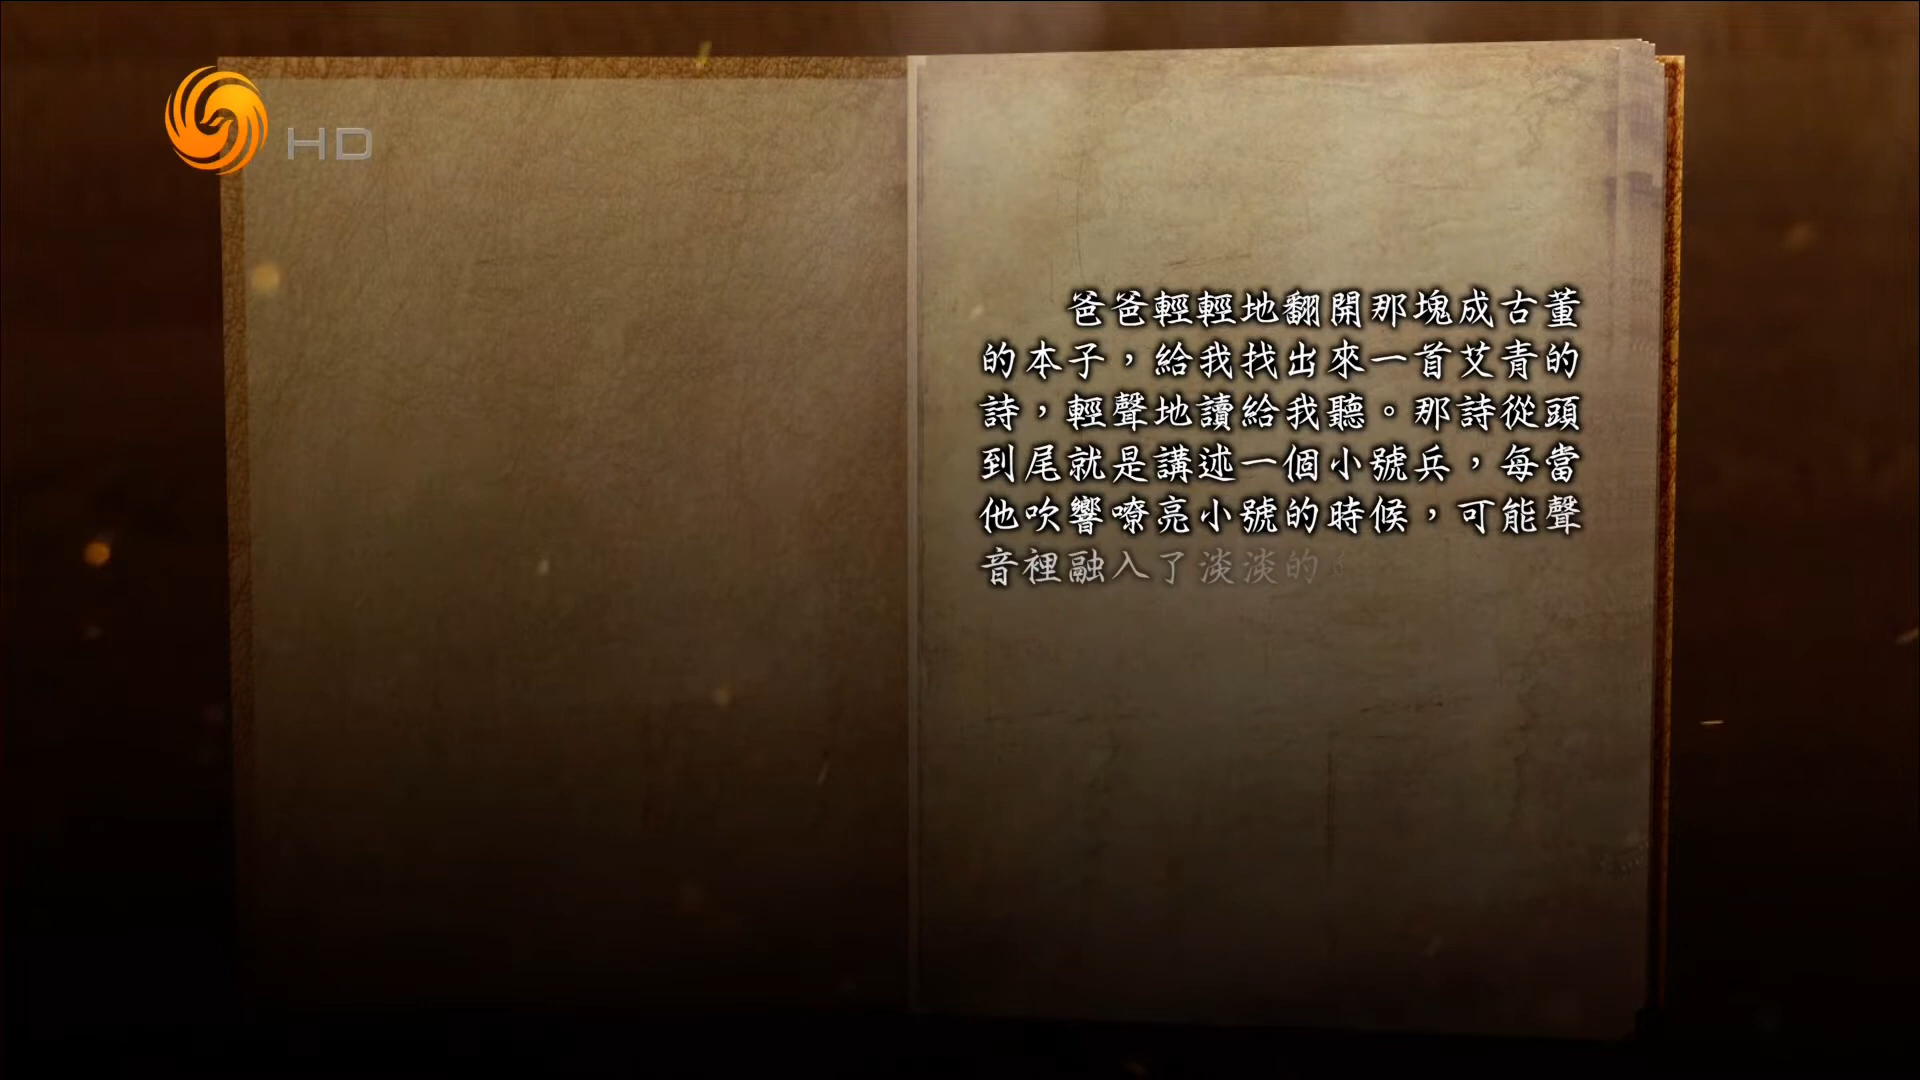 HD
爸爸輕輕地翻開那塊成古董
的本子，給我找出來一首艾青的
詩，輕聲地讀給我聽。那詩從頭
到尾就是講述一個小號兵，每當
他吹響嘹亮小號的時候，可能聲
音裡融入了淡淡的